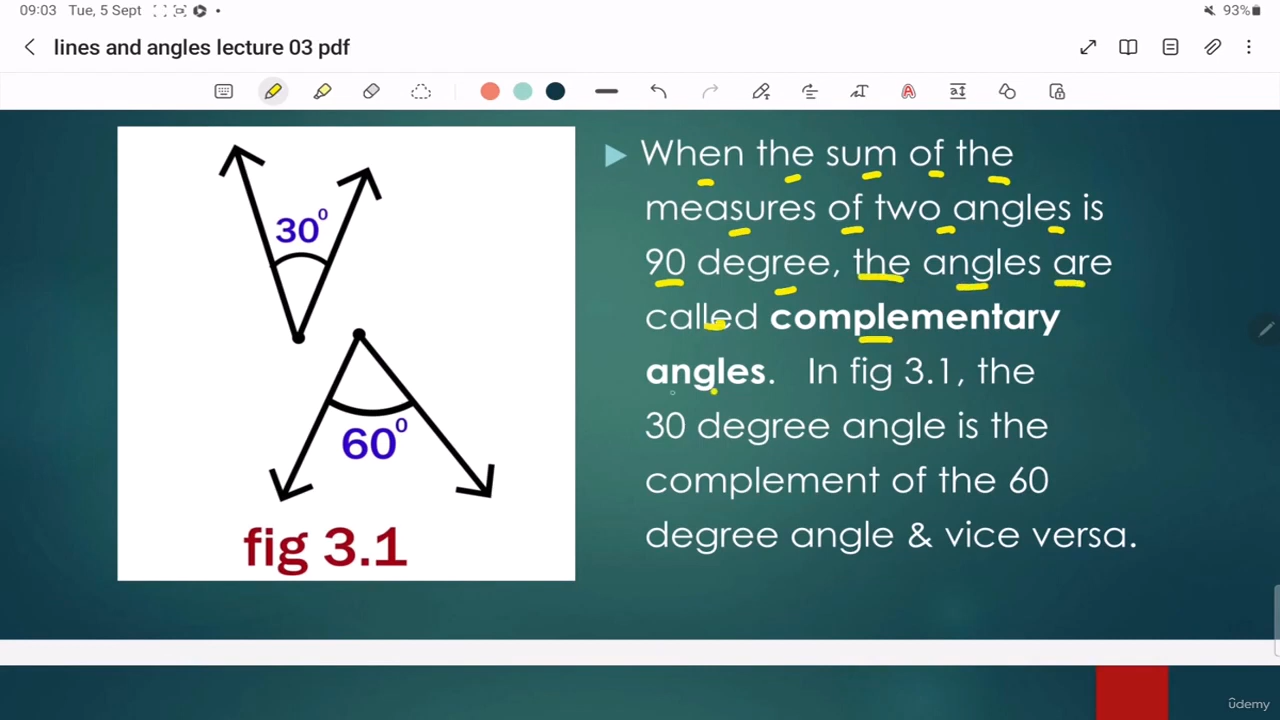 09:03 Tue, 5 Sept
93%
lines and angles lecture 03 pdf
30°
60°
fig 3.1
When the sum of the
measures of two angles is
90 degree, the angles are
called complementary
angles. In fig 3.1, the
30 degree angle is the
complement of the 60
degree angle & vice versa.
ûdemy